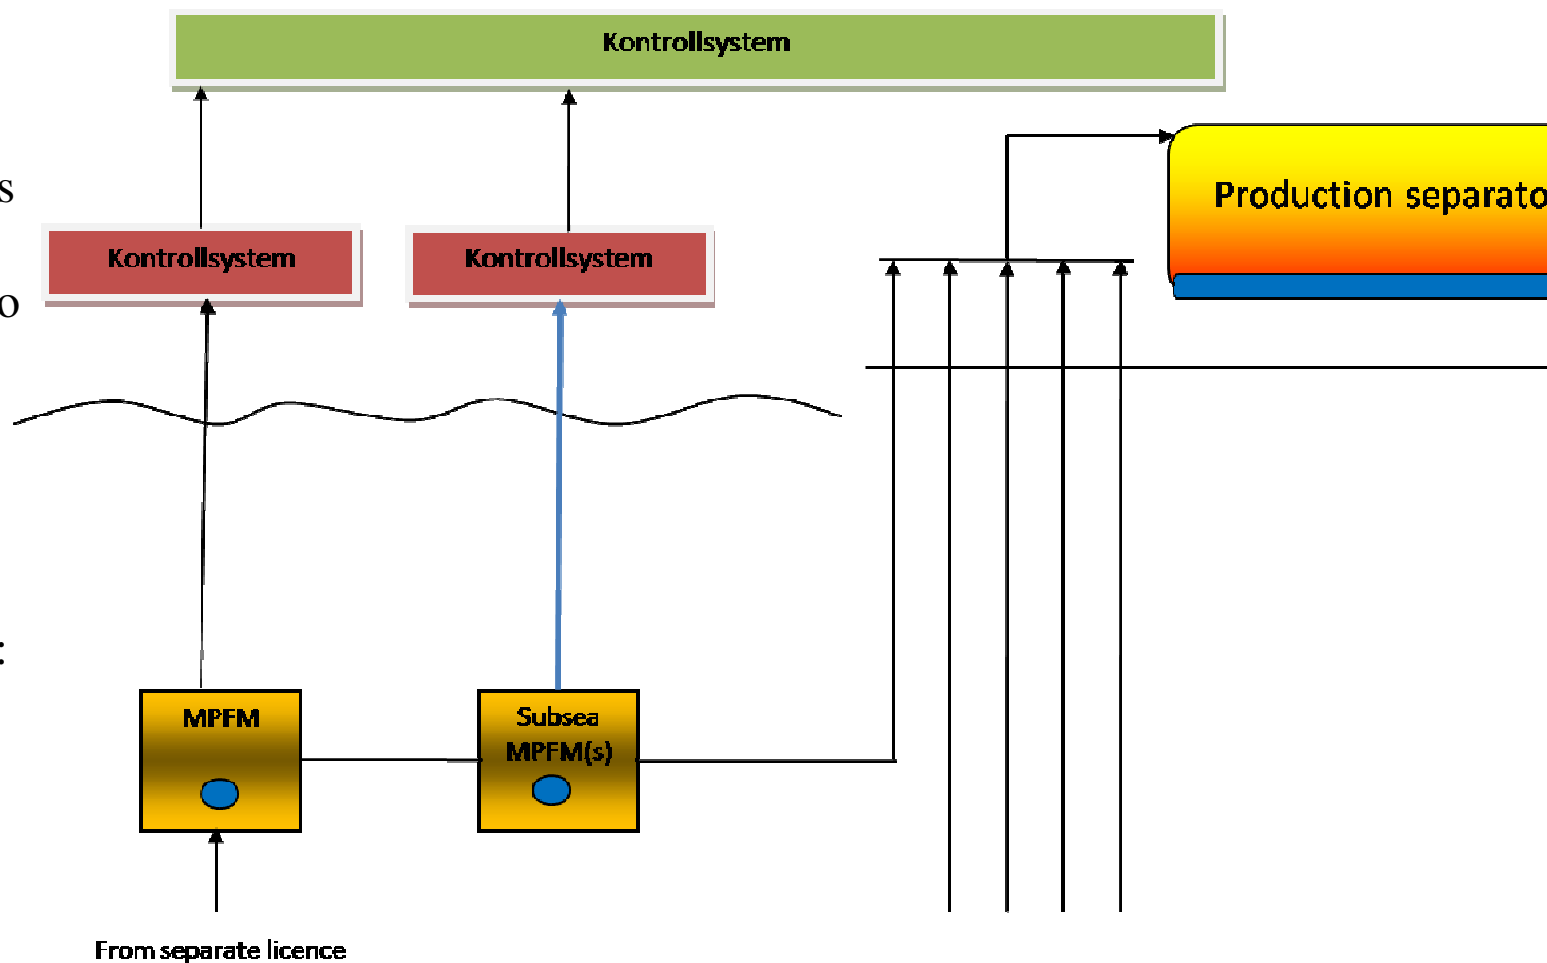 Kontrollsystem
s
Production separato
Kontrollsystem
Kontrollsystem
o
:
MPFM
Subsea
MPFM(s)
From separate licence